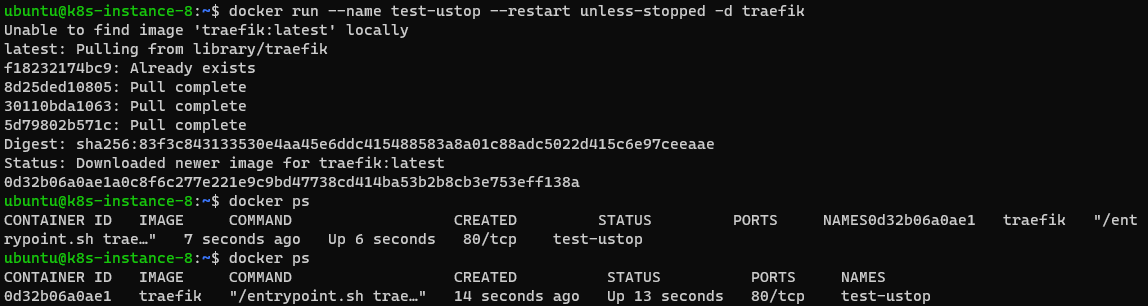 ubuntu@k8s-instance-8:~$ docker run --name test-ustop --restart unless-stopped -d traefik
Unable to find image 'traefik:latest' locally
latest: Pulling from library/traefik
f18232174bc9: Already exists
8d25ded10805: Pull complete
30110bda1063: Pull complete
5d79802b571c: Pull complete
Digest: sha256:83f3c843133530e4aa45e6ddc415488583a8a01c88adc5022d415c6e97ceeaae
Status: Downloaded newer image for traefik:latest
0d32b06a0ae1a0c8f6c277e221e9c9bd47738cd414ba53b2b8cb3e753eff138a
ubuntu@k8s-instance-8:~$ docker ps
CONTAINER ID   IMAGE     COMMAND                  CREATED         STATUS         PORTS     NAMES0d32b06a0ae1   traefik   "/ent
rypoint.sh trae…"   7 seconds ago   Up 6 seconds   80/tcp    test-ustop
ubuntu@k8s-instance-8:~$ docker ps
CONTAINER ID   IMAGE     COMMAND                  CREATED          STATUS          PORTS     NAMES
0d32b06a0ae1   traefik   "/entrypoint.sh trae…"   14 seconds ago   Up 13 seconds   80/tcp    test-ustop